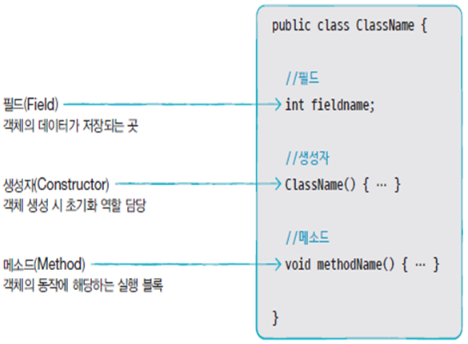 public class ClassName {
//필드
필드(Field)
int fieldname;
객체의 데이터가 저장되는 곳
//생성자
생성자(Constructor)
ClassName() { ⋯ }
객체 생성 시 초기화 역할 담당
//메소드
메소드(Method)
void methodName() { ⋯ }
객체의 동작에 해당하는 실행 블록
}